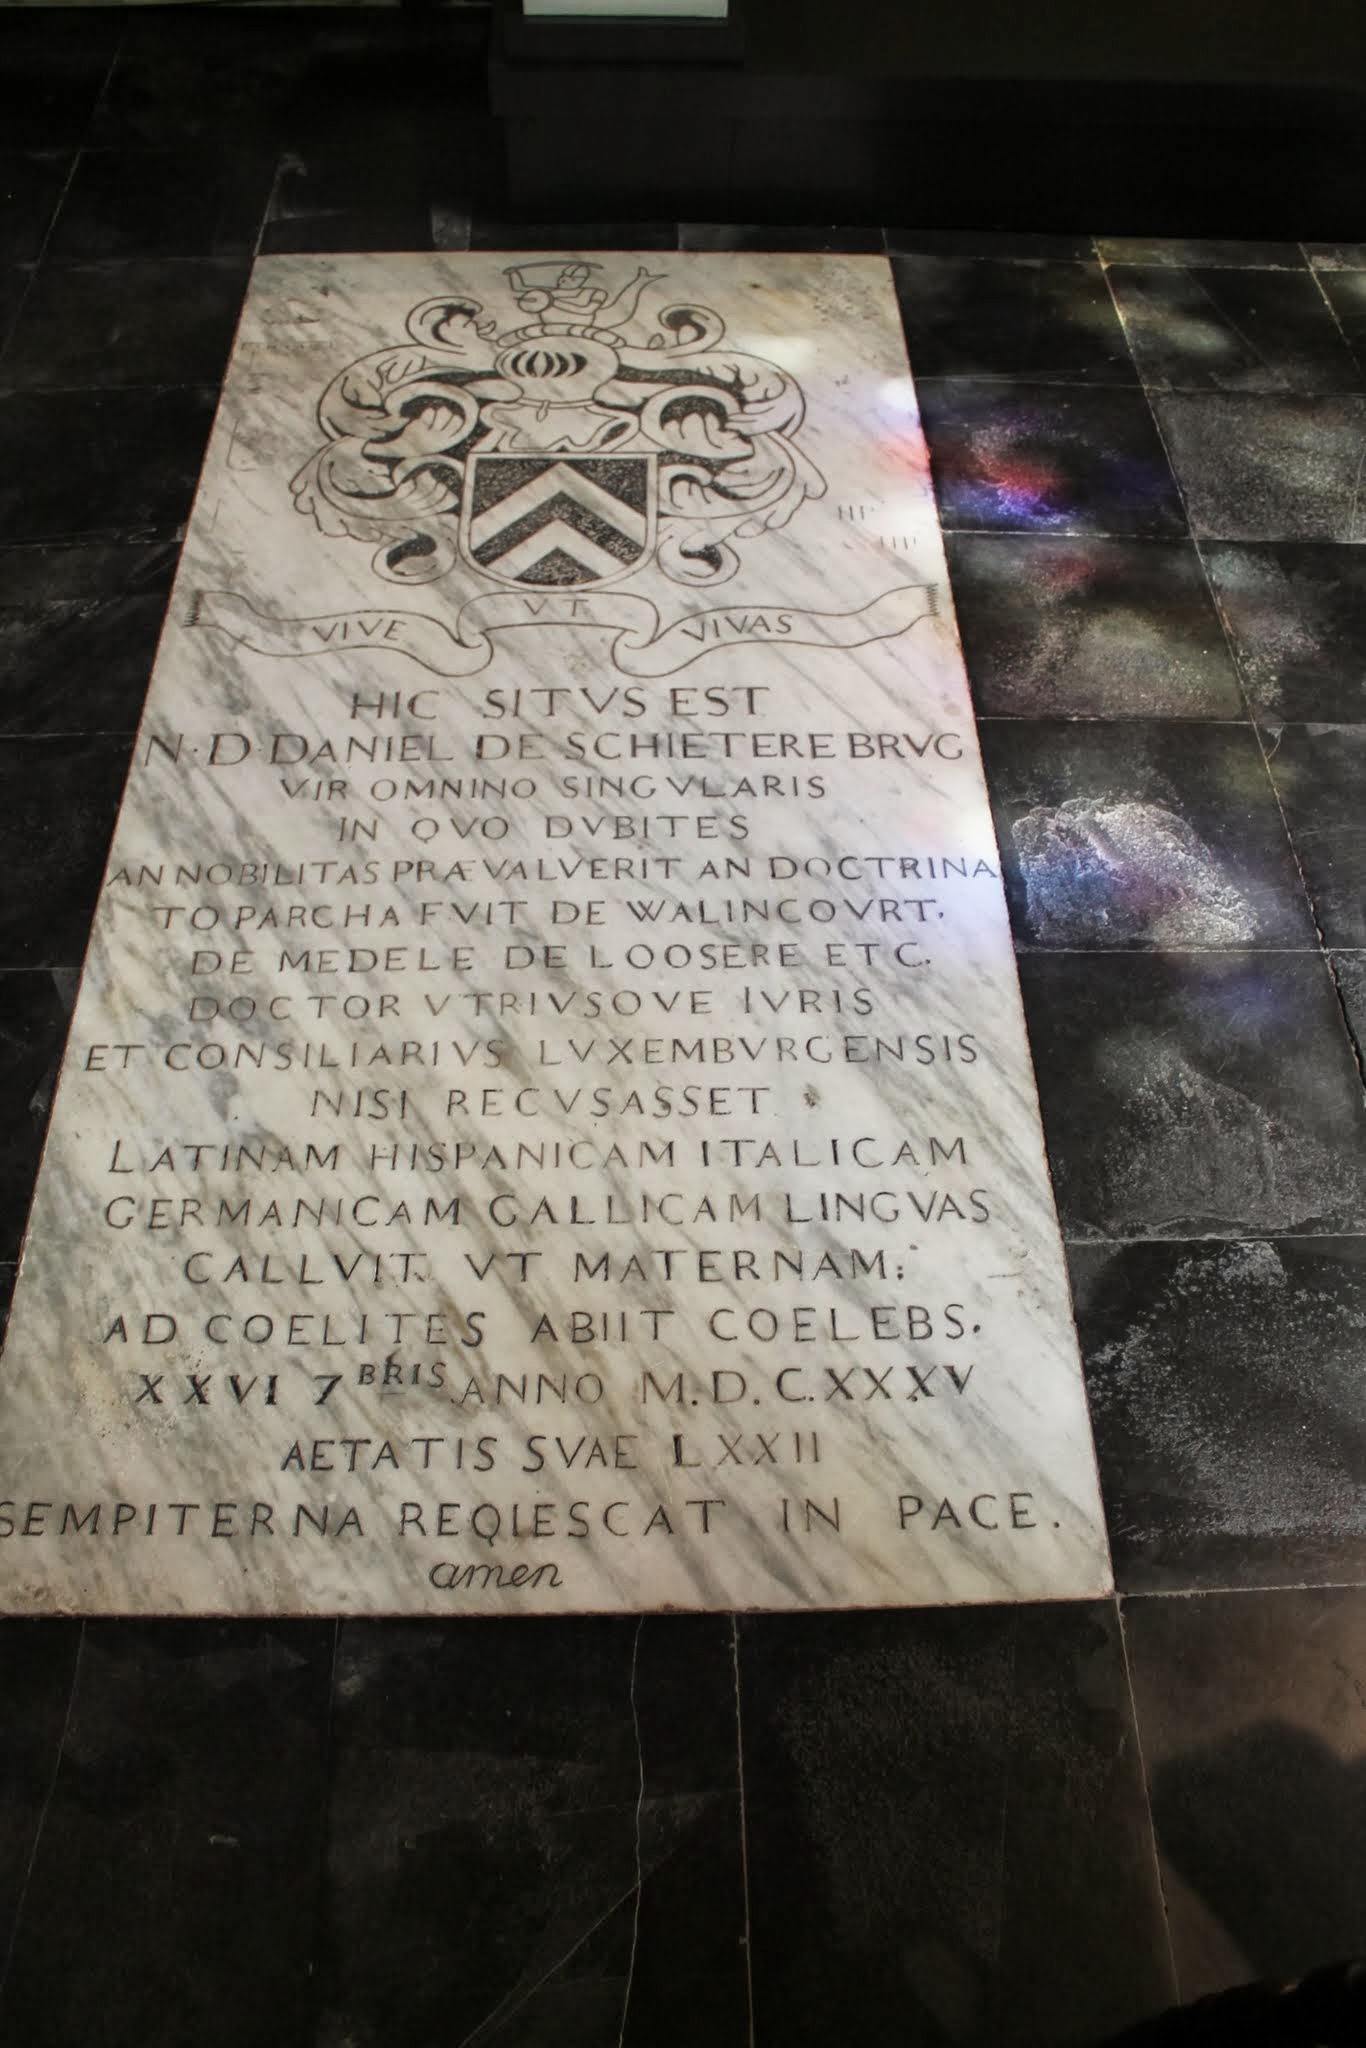 VIVE VT VIVAS
HIC SITVS EST
N·D·DANIEL DE SCHIETERE BRVG
VIR OMNINO SINGVLARIS
IN QVO DVBITES
AN NOBILITAS PRÆVALVERIT AN DOCTRINA
TOPARCHA FVIT DE WALINCOVRT.
DE MEDELE DE LOOSERE ETC.
DOCTOR VTRIVSQVE IVRIS
ET CONSILIARIVS LVXEMBVRGENSIS
NISI RECVSASSET
LATINAM HISPANICAM ITALICAM
GERMANICAM GALLICAM LINGVAS
CALLVIT. VT MATERNAM:
AD COELITES ABIIT COELEBS.
XXVI 7BRIS ANNO M.D.C.XXXV
AETATIS SVAE LXXII
SEMPITERNA REQIESCAT IN PACE.
amen